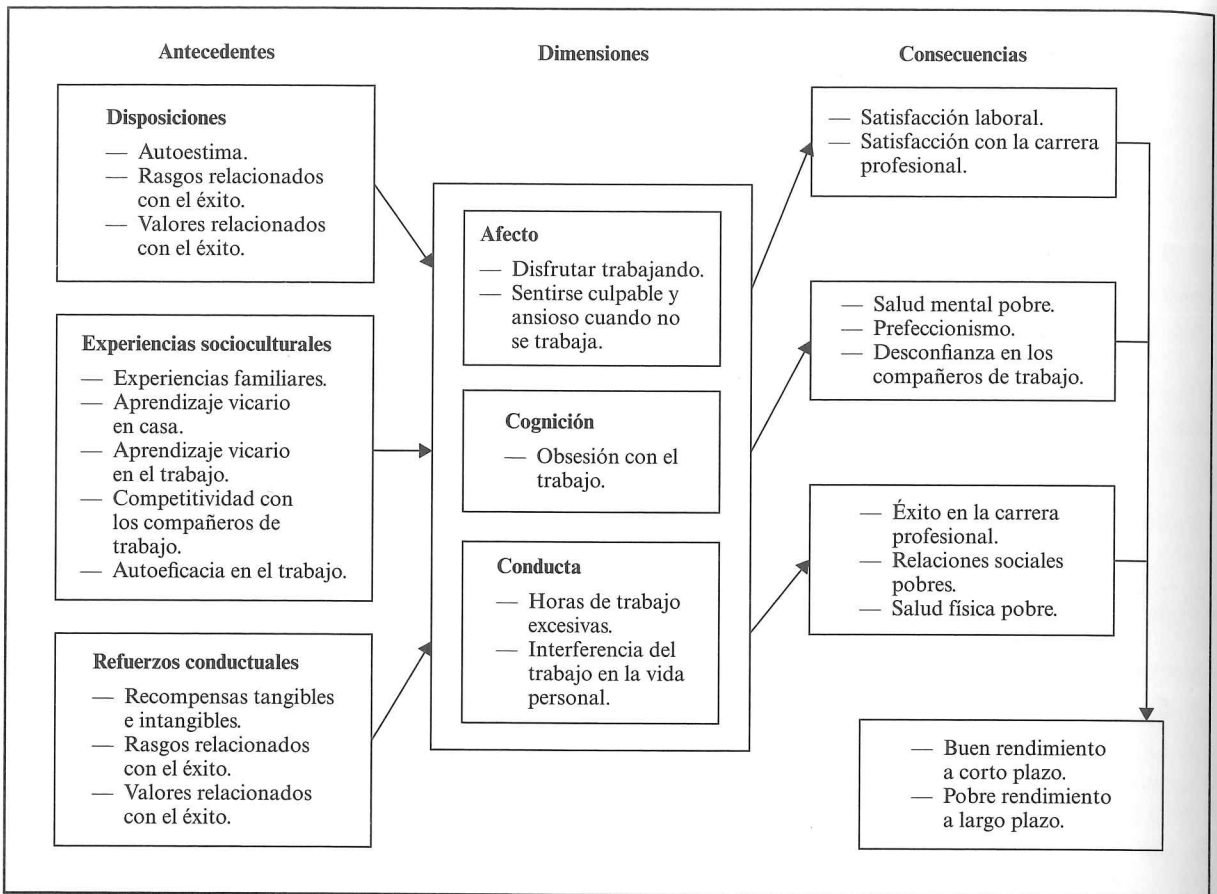 Antecedentes
Disposiciones
— Autoestima.
— Rasgos relacionados
con el éxito.
— Valores relacionados
con el éxito.
Experiencias socioculturales
— Experiencias familiares.
— Aprendizaje vicario
en casa.
— Aprendizaje vicario
en el trabajo.
— Competitividad con
los compañeros de
trabajo.
— Autoeficacia en el trabajo.
Refuerzos conductuales
— Recompensas tangibles
e intangibles.
— Rasgos relacionados
con el éxito.
— Valores relacionados
con el éxito.
Dimensiones
Afecto
— Disfrutar trabajando.
— Sentirse culpable y
ansioso cuando no
se trabaja.
Cognición
— Obsesión con el
trabajo.
Conducta
— Horas de trabajo
excesivas.
— Interferencia del
trabajo en la vida
personal.
Consecuencias
— Satisfacción laboral.
— Satisfacción con la carrera
profesional.
— Salud mental pobre.
— Prefeccionismo.
— Desconfianza en los
compañeros de trabajo.
— Éxito en la carrera
profesional.
— Relaciones sociales
pobres.
— Salud física pobre.
— Buen rendimiento
a corto plazo.
— Pobre rendimiento
a largo plazo.